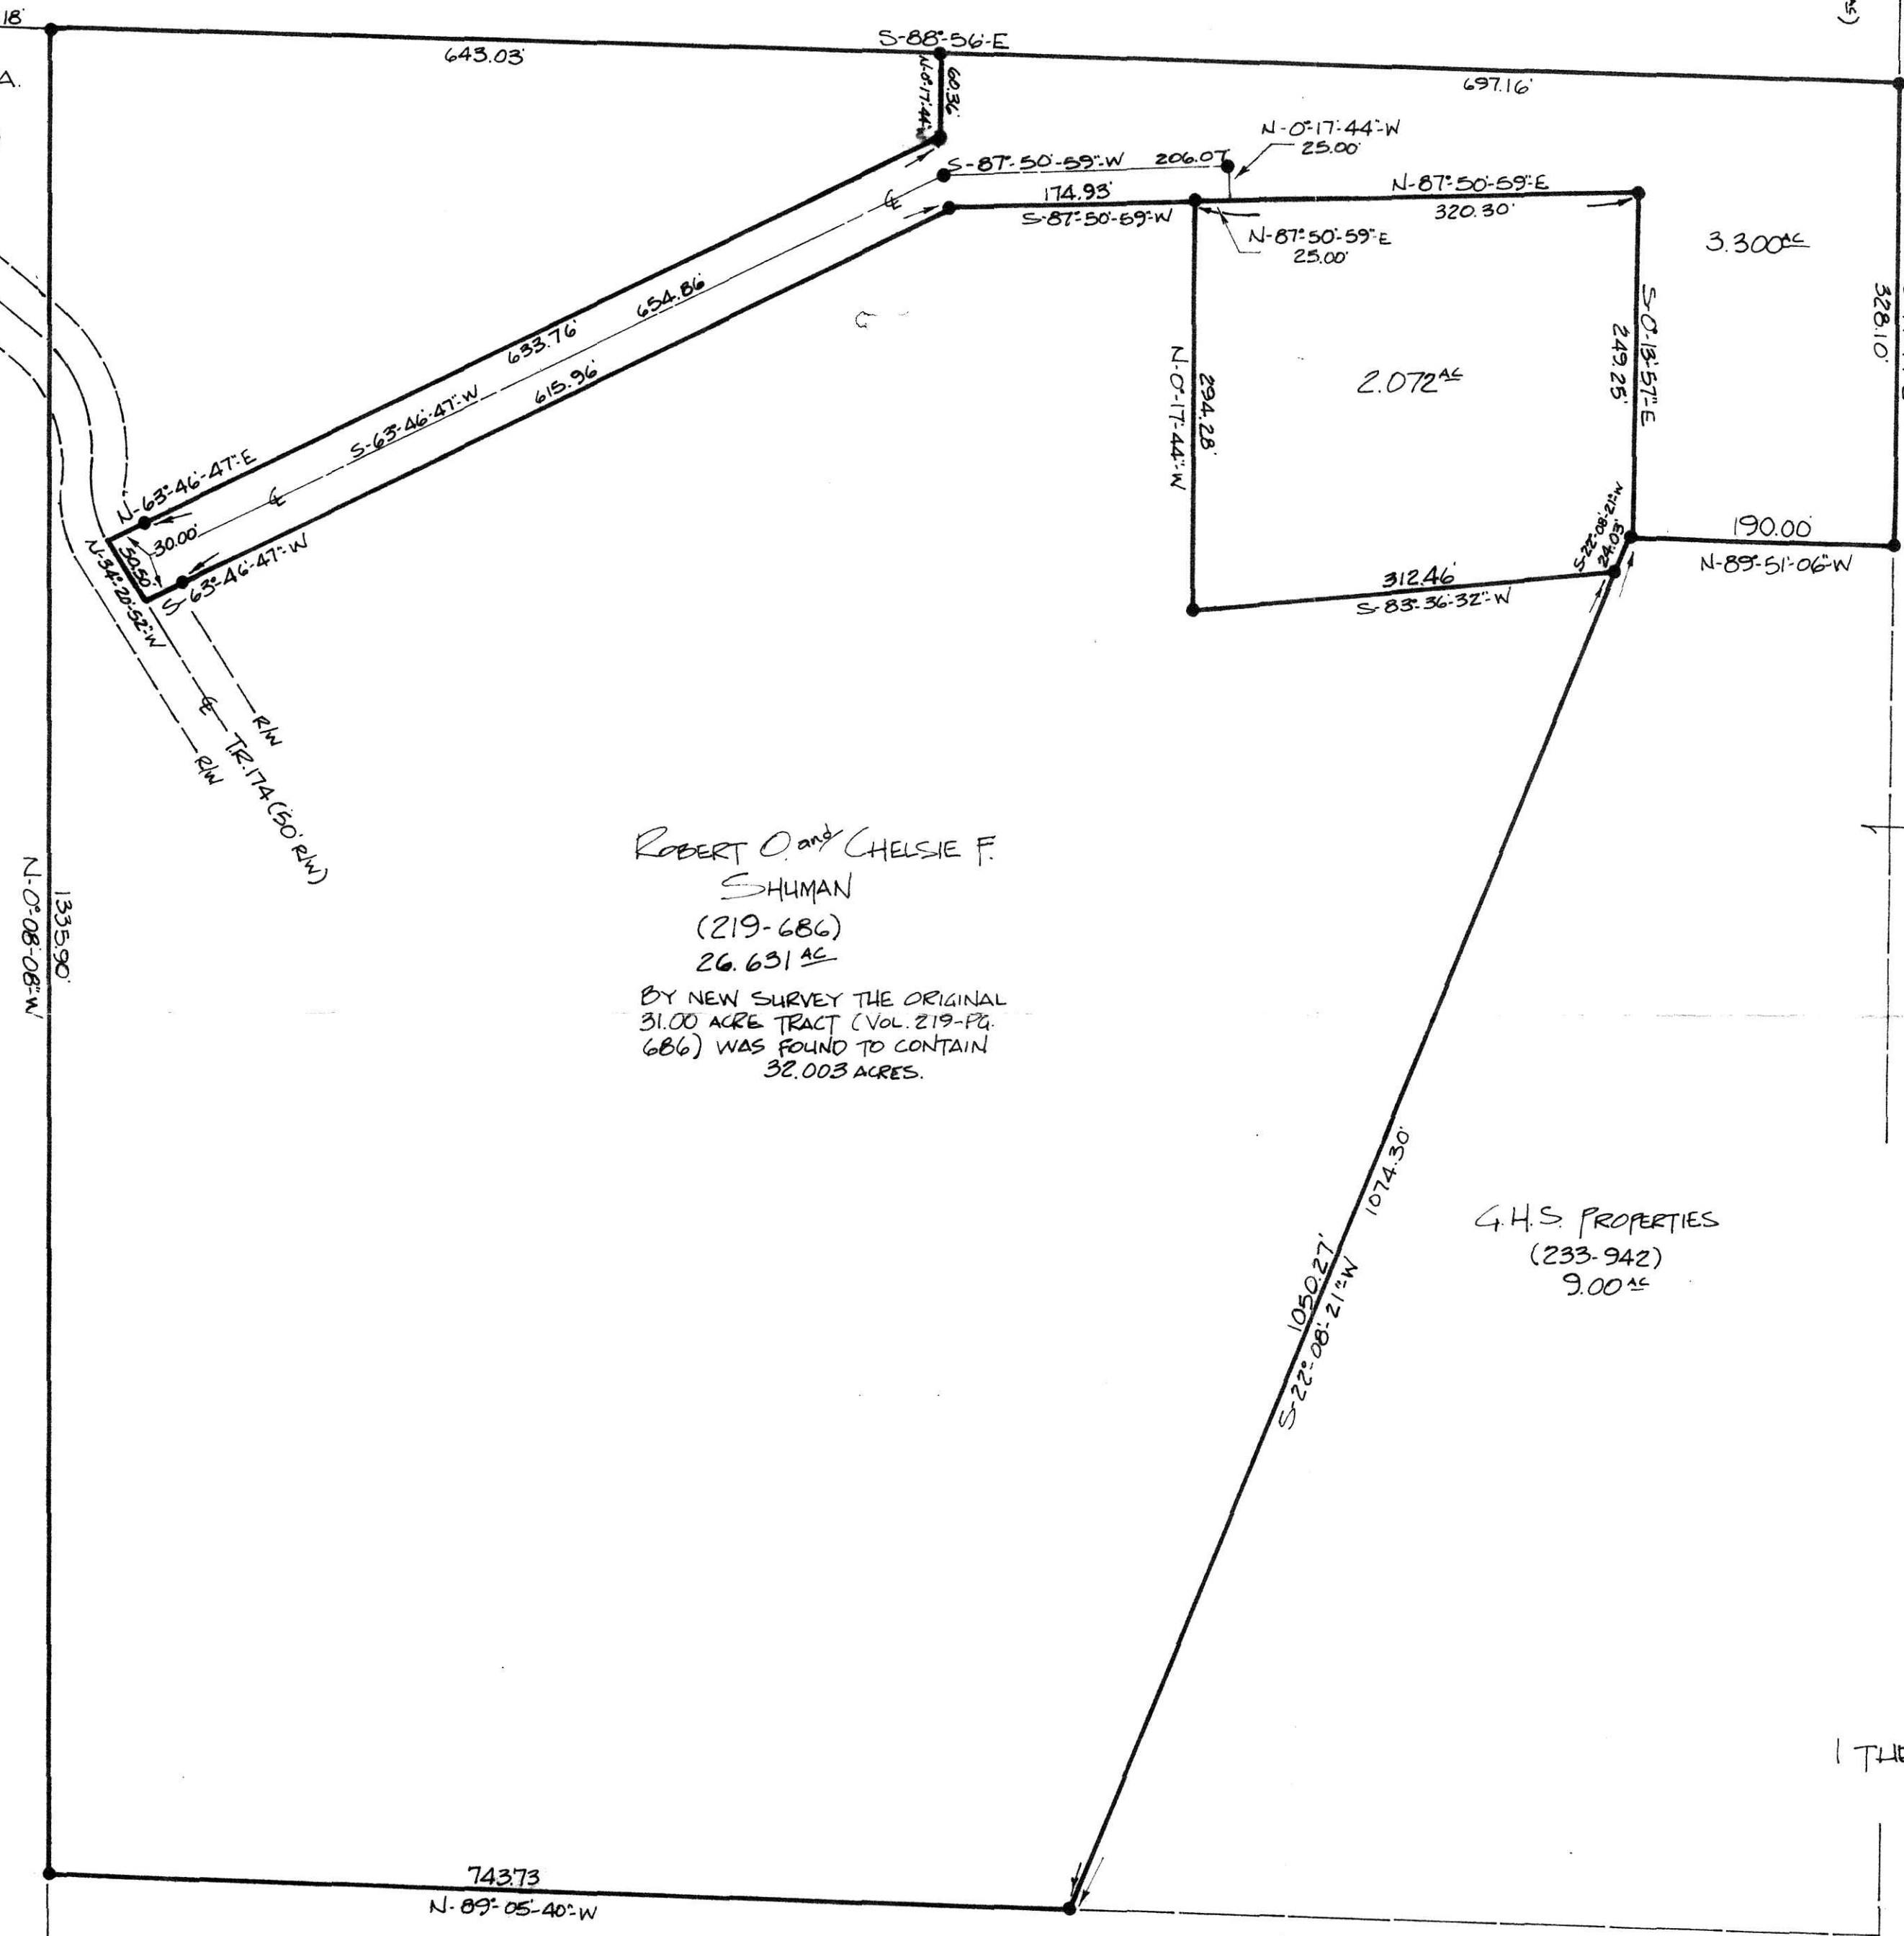 18'
S-88°-56'-E
643.03'
A.
N-0°-17'-44"-W
60.36'
697.16'
N-0°-17'-44"-W
25.00'
S-87°-50'-59"-W 206.07
174.93'
S-87°-50'-59"-W
N-87°-50'-59"-E
320.30'
N-87°-50'-59"-E
25.00'
3.300 AC
328.10'
S-0°-13'-57"-E
249.25'
2.072 AC
N-0°-17'-44"-W
294.28'
℄
654.86'
633.76'
615.96'
S-63°-46'-47"-W
℄
N-63°-46'-47"-E
30.00'
50.50'
N-34°-20'-52"-W
S-63°-46'-47"-W
S-22°-08'-21"-W
24.03'
190.00'
N-89°-51'-06"-W
312.46'
S-83°-36'-32"-W
℄
R/W
R/W
T.R. 174 (50' R/W)
ROBERT O. and CHELSIE F.
SHUMAN
(219-686)
26.631 AC
BY NEW SURVEY THE ORIGINAL
31.00 ACRE TRACT (VOL. 219-PG.
686) WAS FOUND TO CONTAIN
32.003 ACRES.
N-0°-08'-08"-W
1335.90'
1074.30'
1050.27'
S-22°-08'-21"-W
G.H.S. PROPERTIES
(233-942)
9.00 AC
THE
743.73
N-89°-05'-40"-W